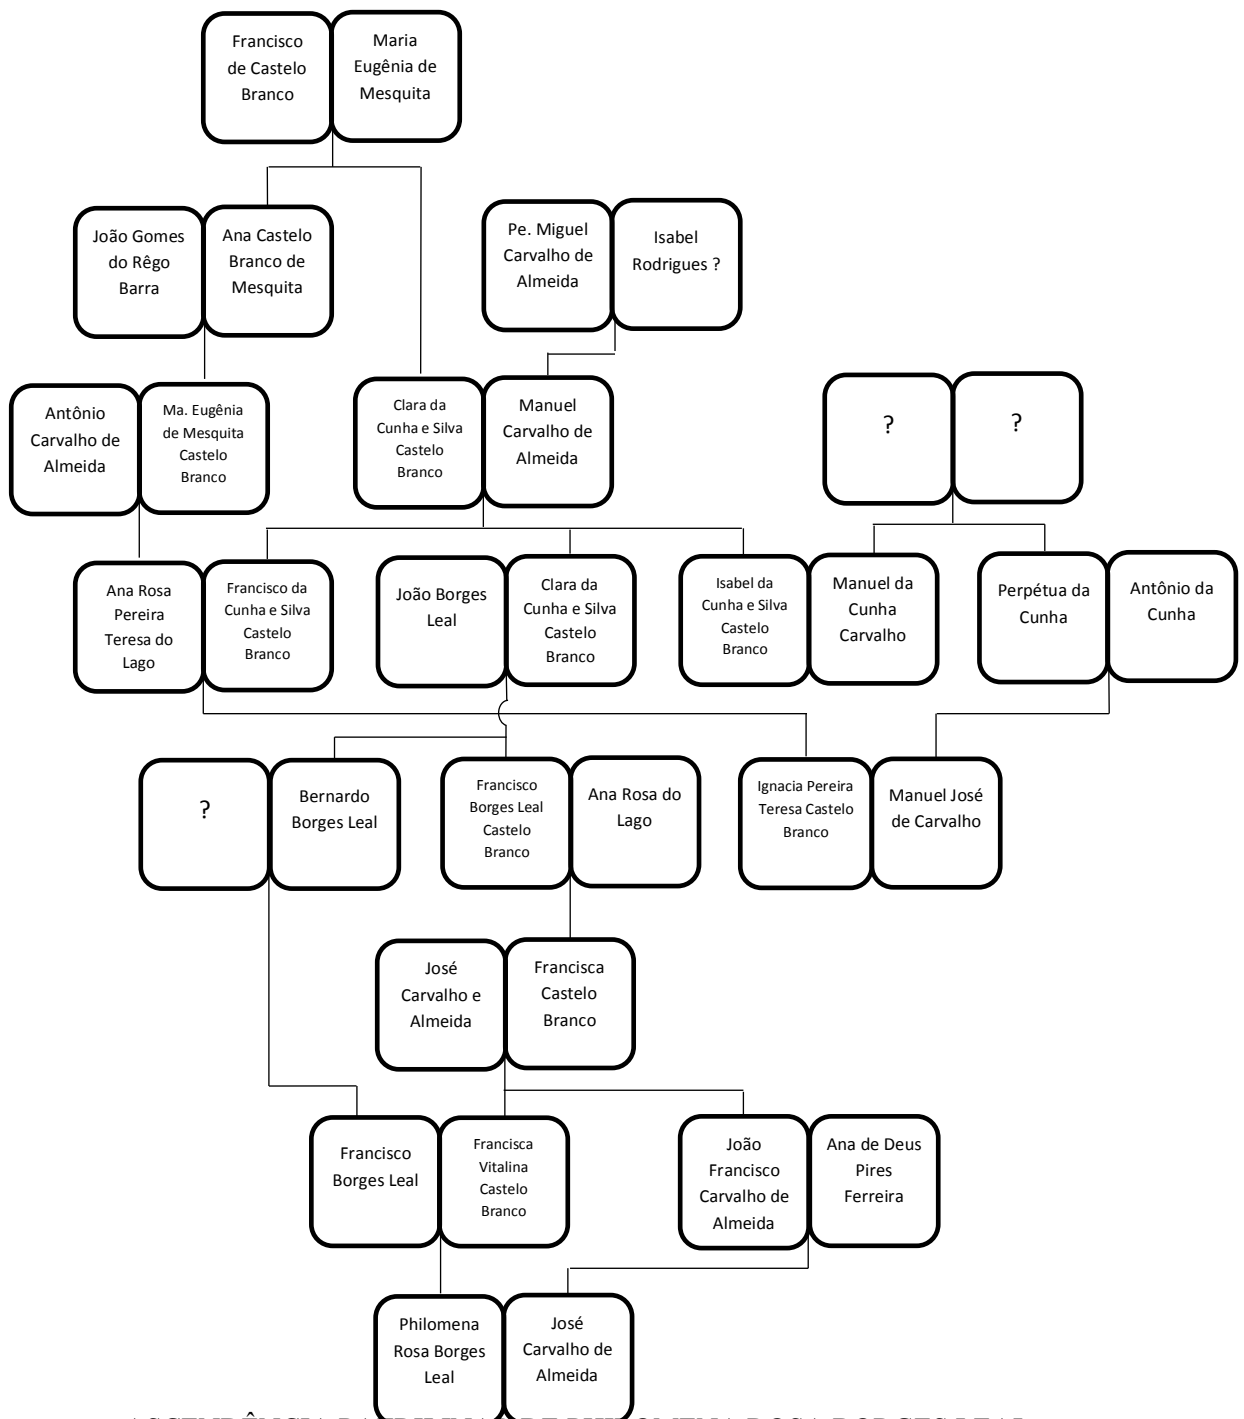 Francisco
de Castelo
Branco
Maria
Eugênia de
Mesquita
João Gomes
do Rêgo
Barra
Ana Castelo
Branco de
Mesquita
Pe. Miguel
Carvalho de
Almeida
Isabel
Rodrigues ?
Antônio
Carvalho de
Almeida
Ma. Eugênia
de Mesquita
Castelo
Branco
Clara da
Cunha e Silva
Castelo
Branco
Manuel
Carvalho de
Almeida
?
?
Ana Rosa
Pereira
Teresa do
Lago
Francisco da
Cunha e Silva
Castelo
Branco
João Borges
Leal
Clara da
Cunha e Silva
Castelo
Branco
Isabel da
Cunha e Silva
Castelo
Branco
Manuel da
Cunha
Carvalho
Perpétua da
Cunha
Antônio da
Cunha
?
Bernardo
Borges Leal
Francisco
Borges Leal
Castelo
Branco
Ana Rosa do
Lago
Ignacia Pereira
Teresa Castelo
Branco
Manuel José
de Carvalho
José
Carvalho e
Almeida
Francisca
Castelo
Branco
Francisco
Borges Leal
Francisca
Vitalina
Castelo
Branco
João
Francisco
Carvalho de
Almeida
Ana de Deus
Pires
Ferreira
Philomena
Rosa Borges
Leal
José
Carvalho de
Almeida